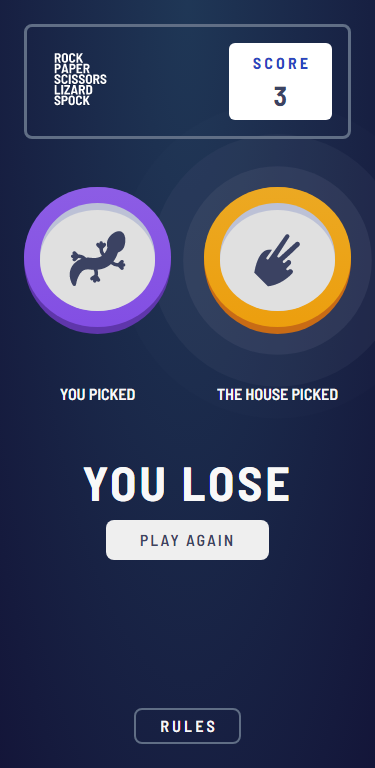 ROCK
PAPER
SCISSORS
LIZARD
SPOCK
SCORE
3
YOU PICKED
THE HOUSE PICKED
YOU LOSE
PLAY AGAIN
RULES